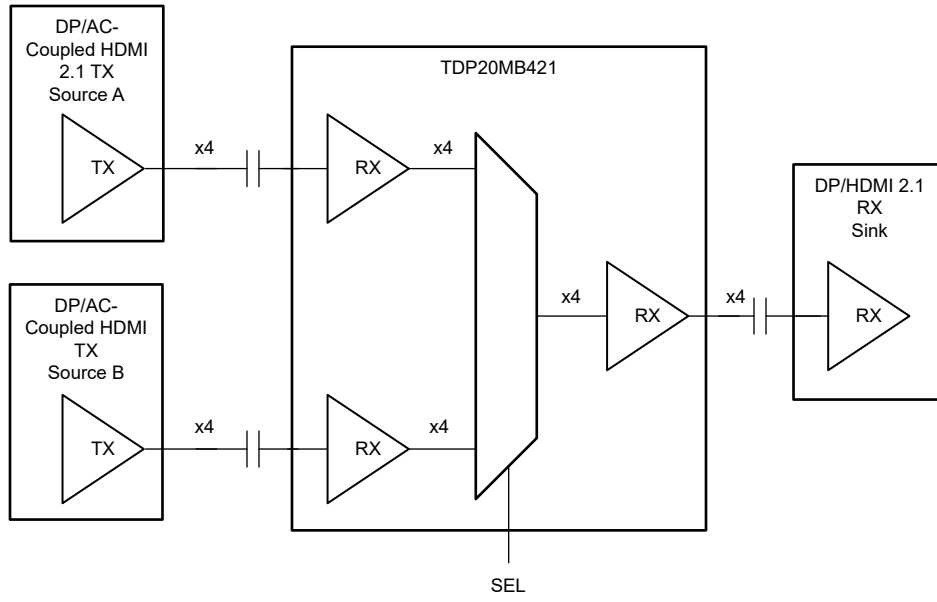 DP/AC-
Coupled HDMI
2.1 TX
Source A
TX
x4
TDP20MB421
RX
x4
DP/AC-
Coupled HDMI
TX
Source B
TX
x4
RX
x4
SEL
x4
RX
x4
DP/HDMI 2.1
RX
Sink
RX